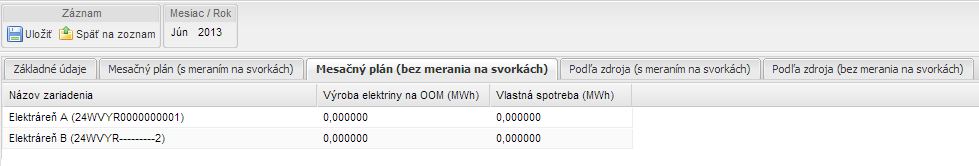 Záznam
Mesiac / Rok
Uložiť Späť na zoznam
Jún 2013
Základné údaje Mesačný plán (s meraním na svorkách) Mesačný plán (bez merania na svorkách) Podľa zdroja (s meraním na svorkách) Podľa zdroja (bez merania na svorkách)
Názov zariadenia Výroba elektriny na OOM (MWh) Vlastná spotreba (MWh)
Elektráreň A (24WVYR0000000001) 0,000000 0,000000
Elektráreň B (24WVYR---------2) 0,000000 0,000000